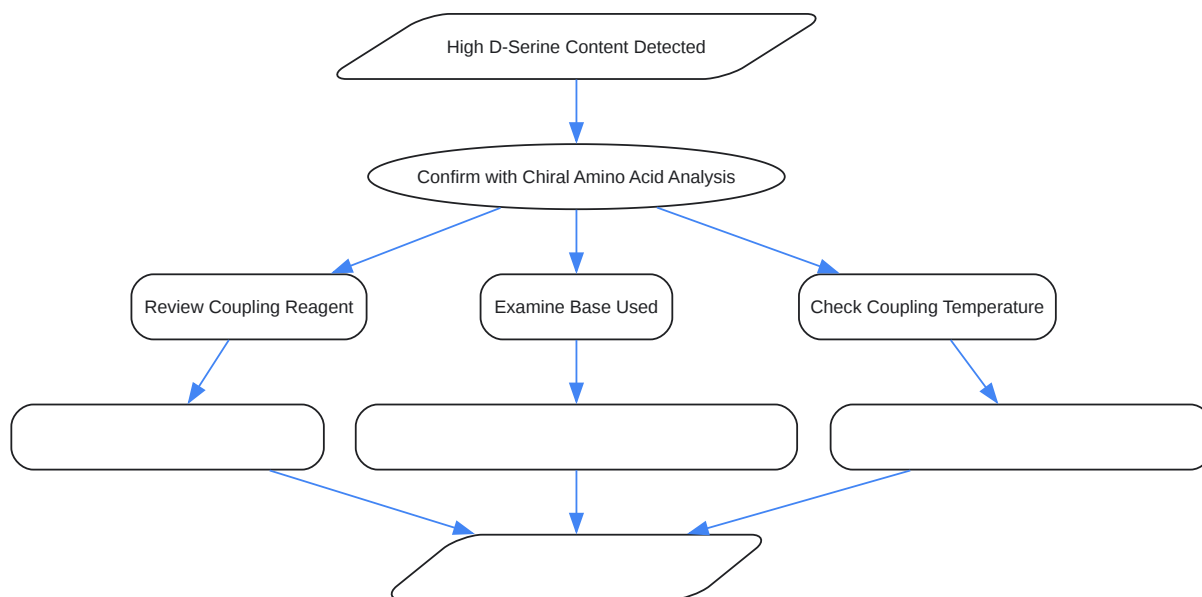 High D-Serine Content Detected
Confirm with Chiral Amino Acid Analysis
Review Coupling Reagent
Examine Base Used
Check Coupling Temperature